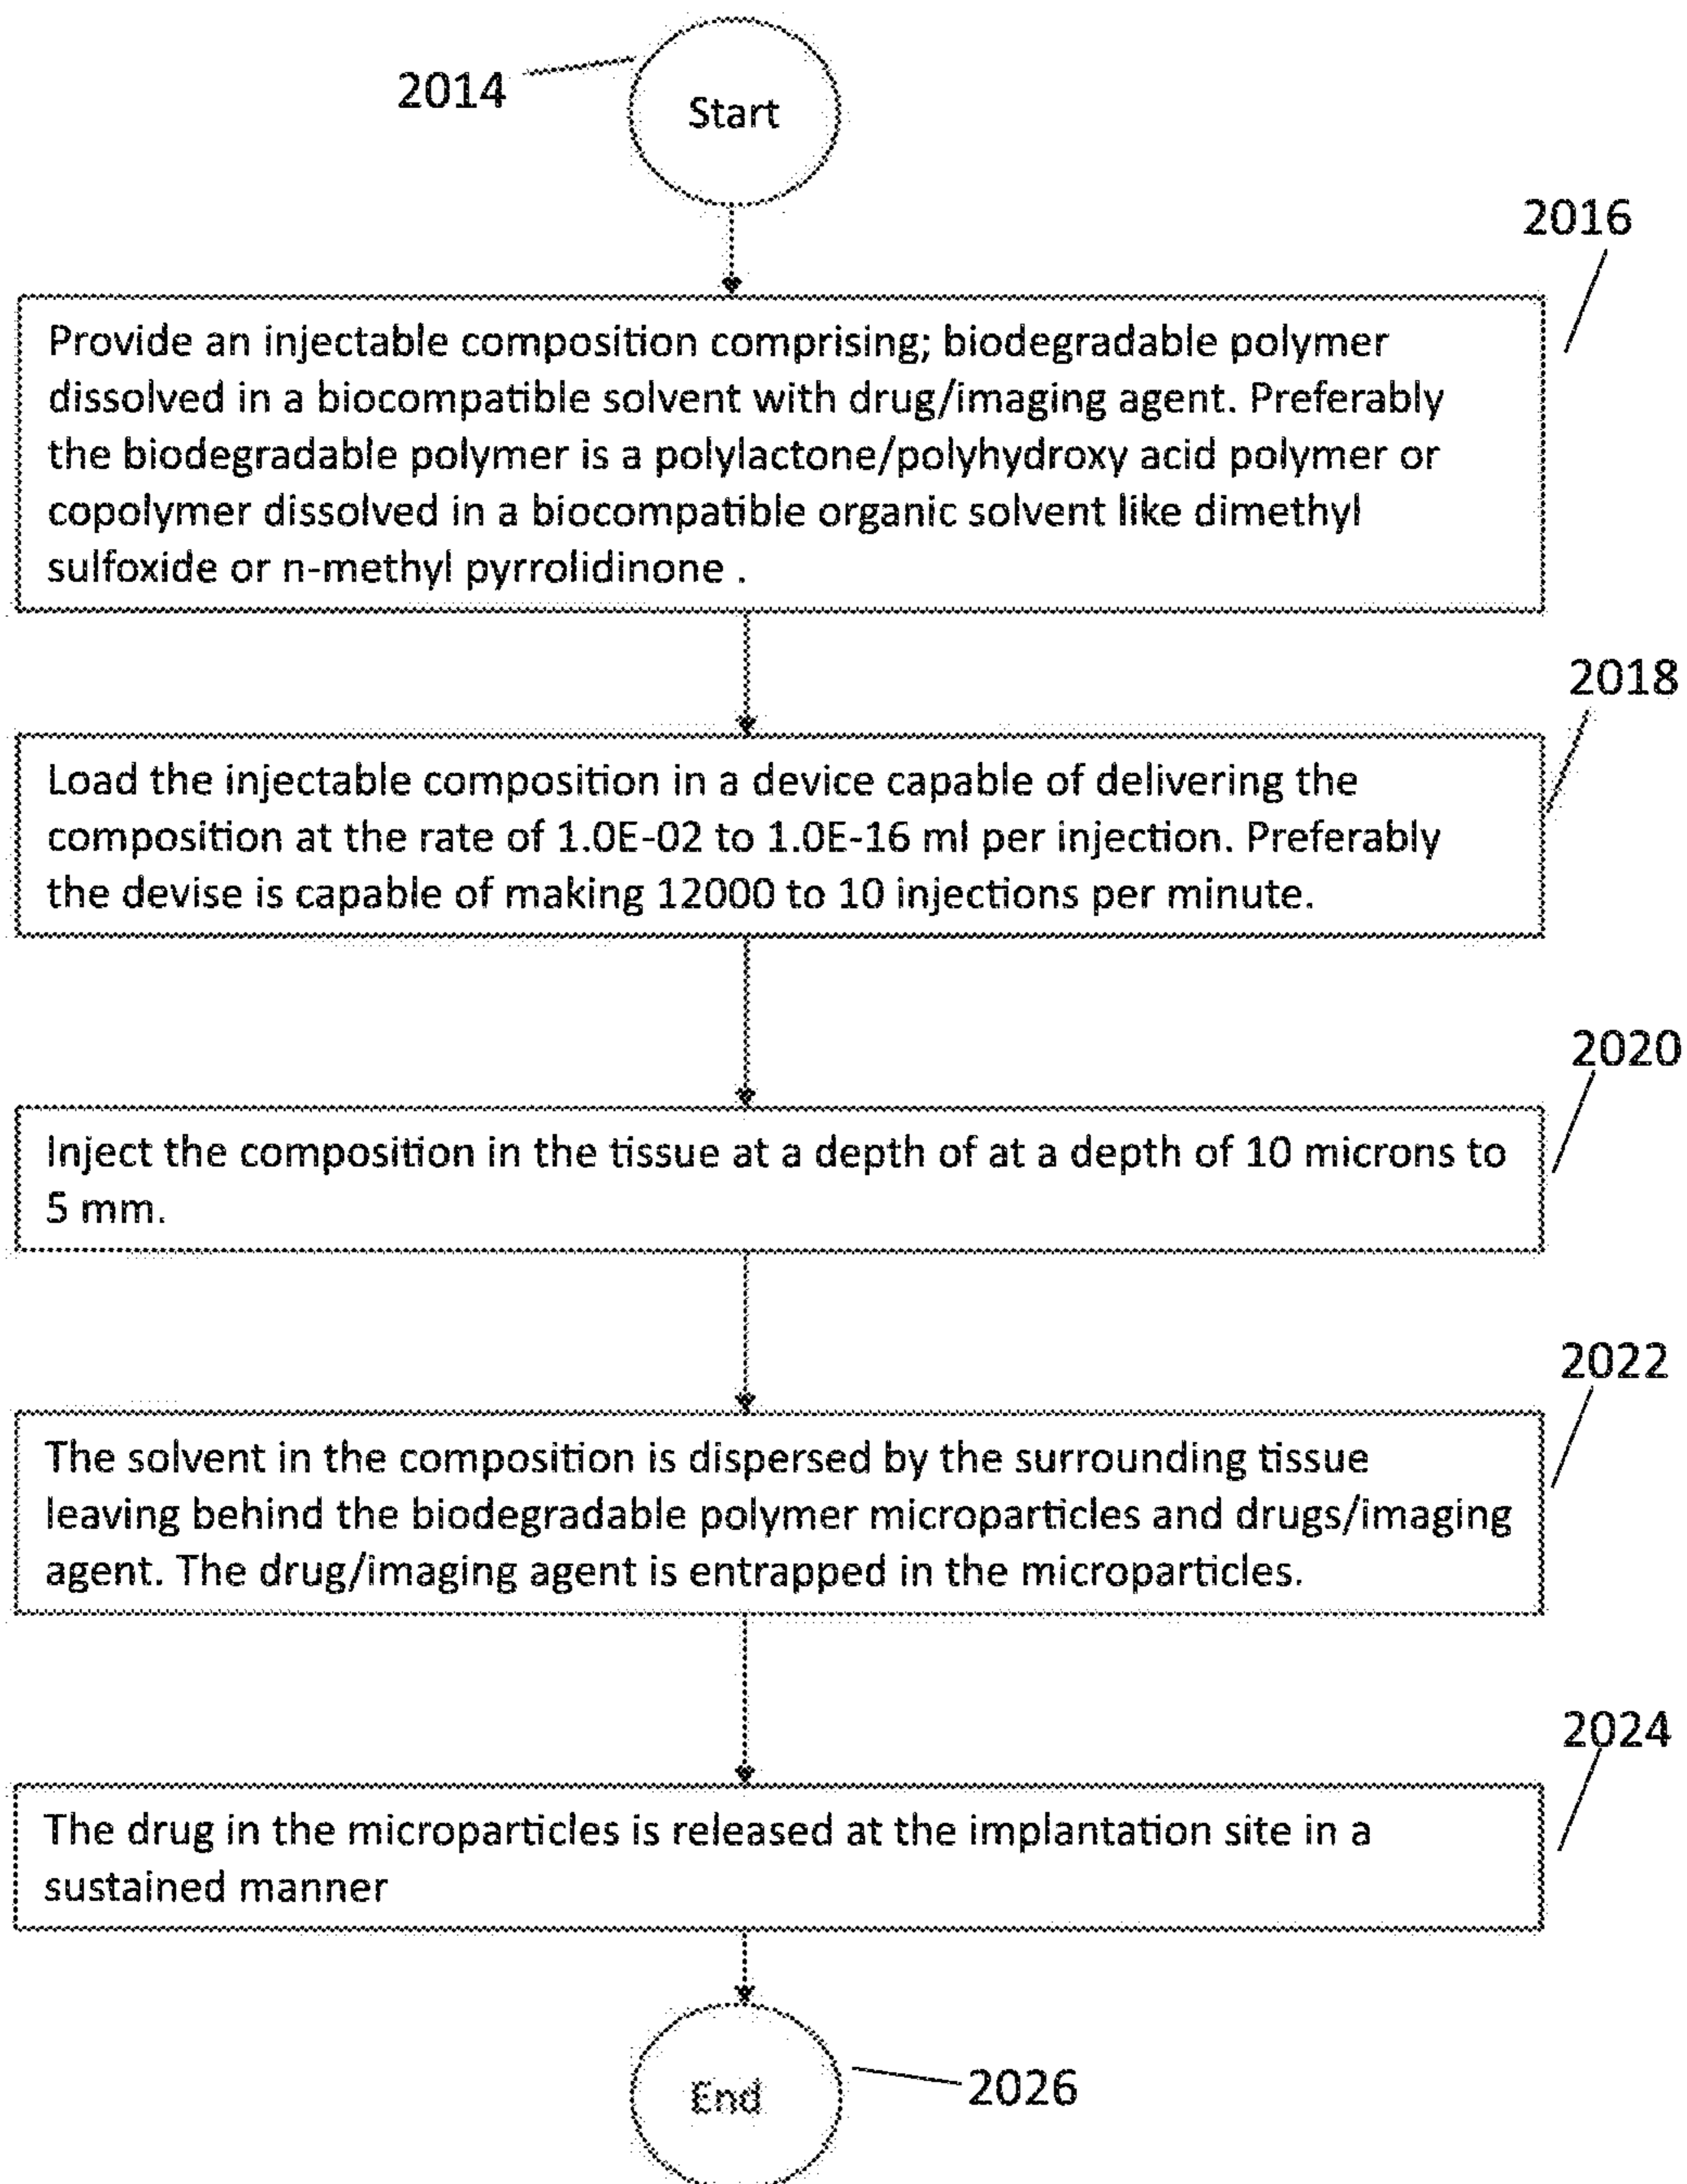 2014
Start
2016
Provide an injectable composition comprising; biodegradable polymer
dissolved in a biocompatible solvent with drug/imaging agent. Preferably
the biodegradable polymer is a polylactone/polyhydroxy acid polymer or
copolymer dissolved in a biocompatible organic solvent like dimethyl
sulfoxide or n-methyl pyrrolidinone .
2018
Load the injectable composition in a device capable of delivering the
composition at the rate of 1.0E-02 to 1.0E-16 ml per injection. Preferably
the devise is capable of making 12000 to 10 injections per minute.
2020
Inject the composition in the tissue at a depth of at a depth of 10 microns to
5 mm.
2022
The solvent in the composition is dispersed by the surrounding tissue
leaving behind the biodegradable polymer microparticles and drugs/imaging
agent. The drug/imaging agent is entrapped in the microparticles.
2024
The drug in the microparticles is released at the implantation site in a
sustained manner
End
2026